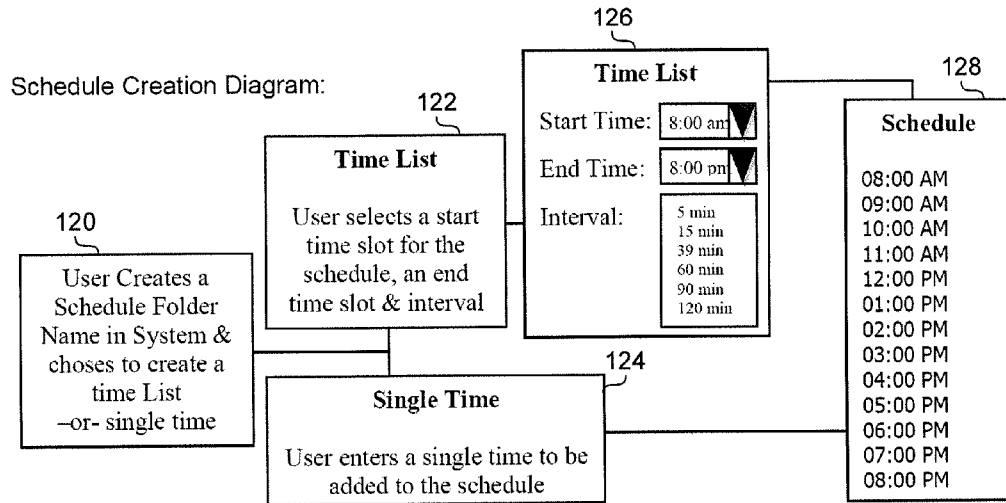 Schedule Creation Diagram:
120
User Creates a
Schedule Folder
Name in System &
choses to create a
time List
–or- single time
122
Time List
User selects a start
time slot for the
schedule, an end
time slot & interval
124
Single Time
User enters a single time to be
added to the schedule
126
Time List
Start Time: 8:00 am
End Time: 8:00 pm
Interval:
5 min
15 min
39 min
60 min
90 min
120 min
128
Schedule
08:00 AM
09:00 AM
10:00 AM
11:00 AM
12:00 PM
01:00 PM
02:00 PM
03:00 PM
04:00 PM
05:00 PM
06:00 PM
07:00 PM
08:00 PM